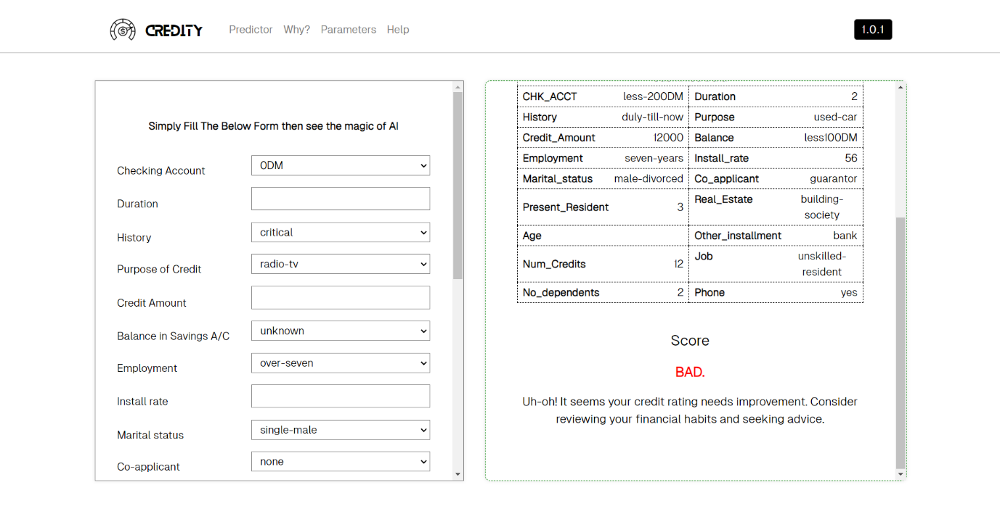 CREDITY Predictor Why? Parameters Help 1.0.1
Simply Fill The Below Form then see the magic of AI
Checking Account 0DM
Duration
History critical
Purpose of Credit radio-tv
Credit Amount
Balance in Savings A/C unknown
Employment over-seven
Install rate
Marital status single-male
Co-applicant none
CHK_ACCT less-200DM Duration 2
History duly-till-now Purpose used-car
Credit_Amount 12000 Balance less100DM
Employment seven-years Install_rate 56
Marital_status male-divorced Co_applicant guarantor
Present_Resident 3 Real_Estate building-
society
Age Other_installment bank
Num_Credits 12 Job unskilled-
resident
No_dependents 2 Phone yes
Score
BAD.
Uh-oh! It seems your credit rating needs improvement. Consider
reviewing your financial habits and seeking advice.